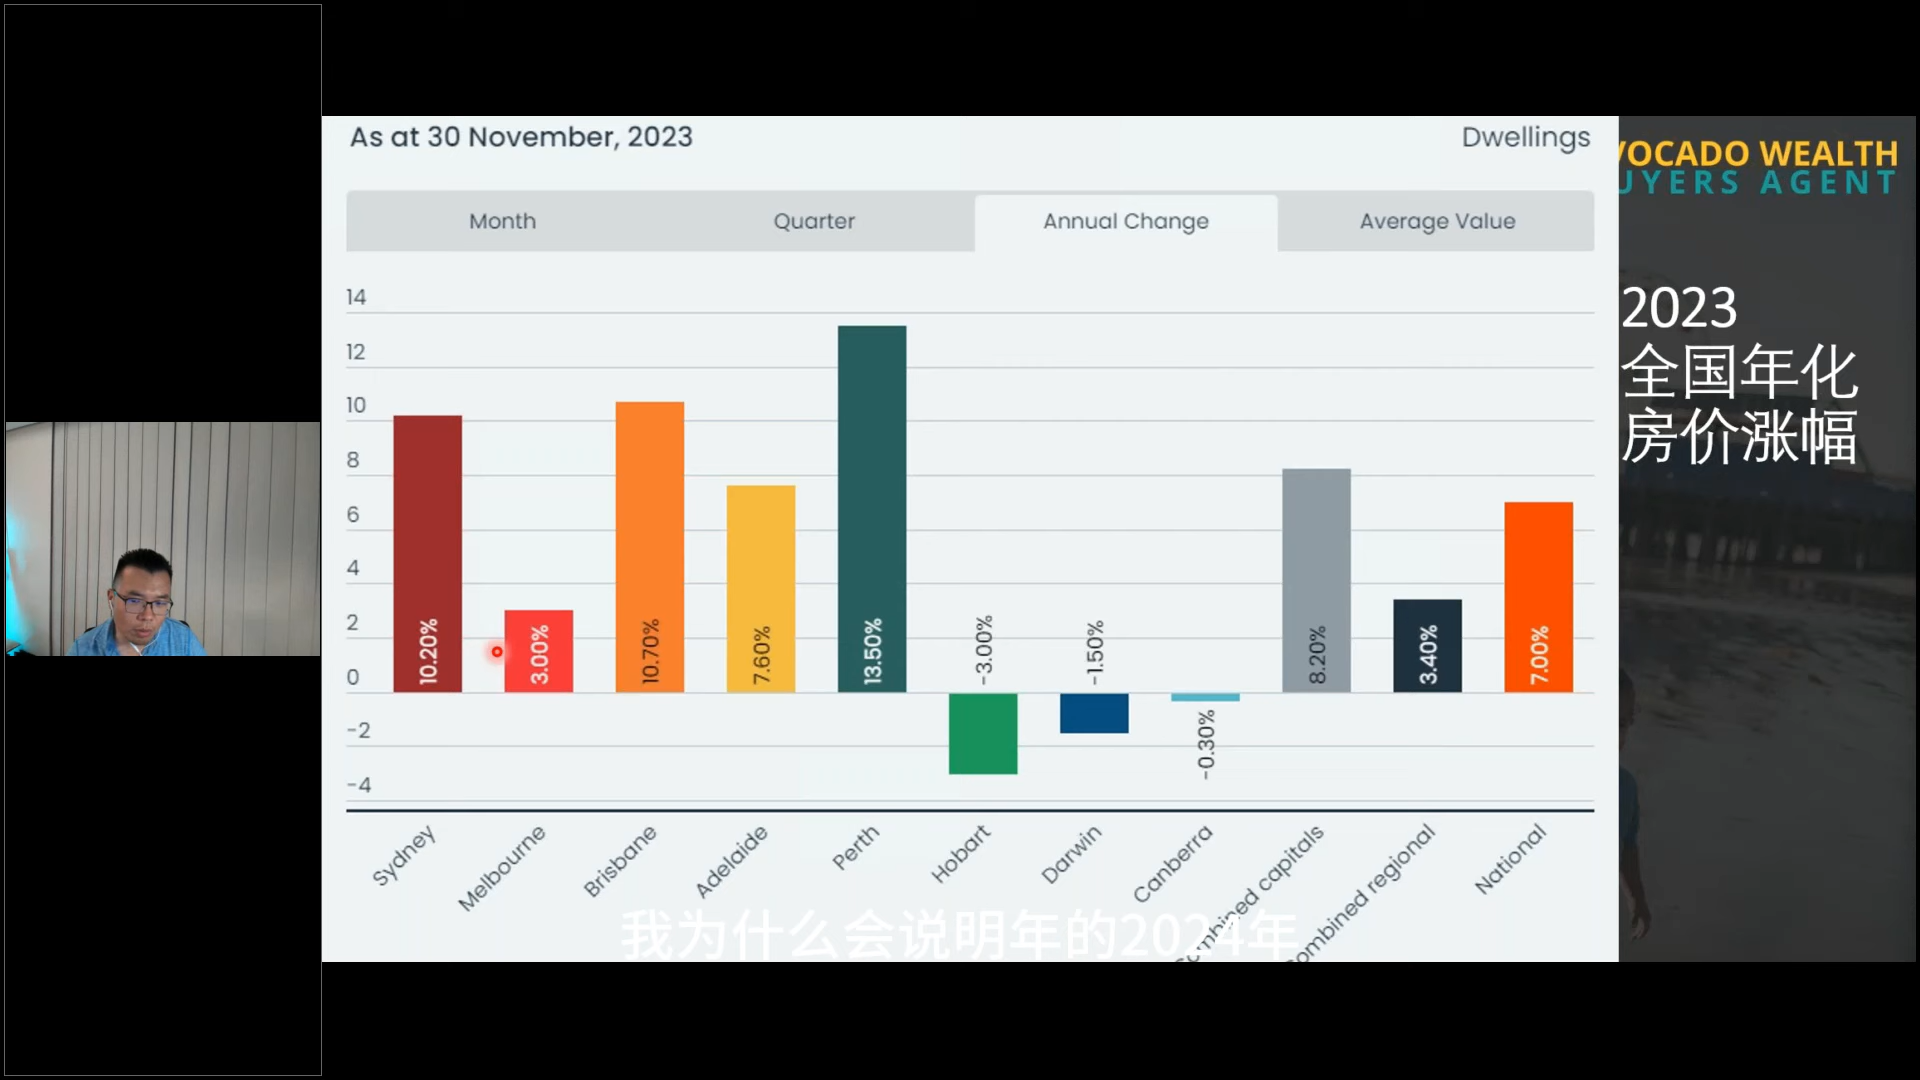 As at 30 November, 2023
Dwellings
VOCADO WEALTH
UYERS AGENT
Month
Quarter
Annual Change
Average Value
2023
全国年化
房价涨幅
14
12
10
8
6
4
2
0
-2
-4
10.20%
3.00%
10.70%
7.60%
13.50%
-3.00%
-1.50%
-0.30%
8.20%
3.40%
7.00%
Sydney
Melbourne
Brisbane
Adelaide
Perth
Hobart
Darwin
Canberra
Combined capitals
Combined regional
National
我为什么会说明年的2024年